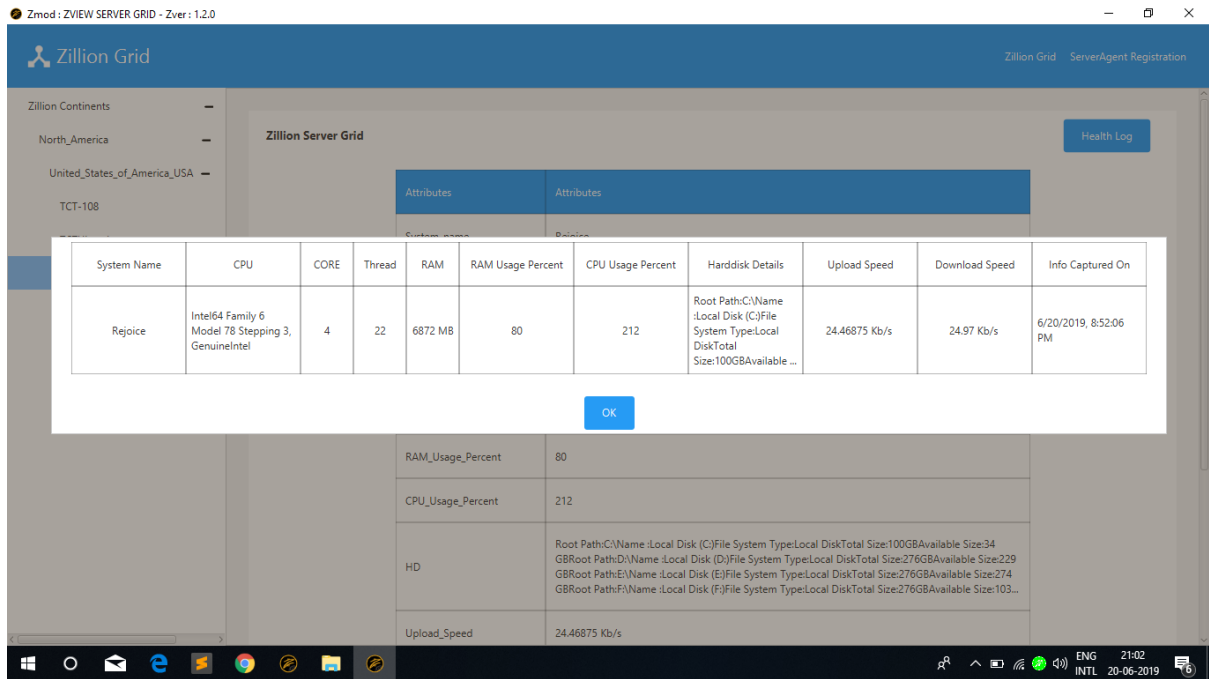 Zmod : ZVIEW SERVER GRID - Zver : 1.2.0
Zillion Grid
Zillion Grid ServerAgent Registration
Zillion Continents
North_America
United_States_of_America_USA
TCT-108
Zillion Server Grid
Health Log
Attributes Attributes
System_name Rejoice
System Name CPU CORE Thread RAM RAM Usage Percent CPU Usage Percent Harddisk Details Upload Speed Download Speed Info Captured On
Rejoice
Intel64 Family 6
Model 78 Stepping 3,
GenuineIntel
4
22
6872 MB
80
212
Root Path:C:\Name
:Local Disk (C:)File
System Type:Local
DiskTotal
Size:100GBAvailable ...
24.46875 Kb/s
24.97 Kb/s
6/20/2019, 8:52:06
PM
OK
RAM_Usage_Percent 80
CPU_Usage_Percent 212
HD
Root Path:C:\Name :Local Disk (C:)File System Type:Local DiskTotal Size:100GBAvailable Size:34
GBRoot Path:D:\Name :Local Disk (D:)File System Type:Local DiskTotal Size:276GBAvailable Size:229
GBRoot Path:E:\Name :Local Disk (E:)File System Type:Local DiskTotal Size:276GBAvailable Size:274
GBRoot Path:F:\Name :Local Disk (F:)File System Type:Local DiskTotal Size:276GBAvailable Size:103...
Upload_Speed 24.46875 Kb/s
ENG
INTL
21:02
20-06-2019
6